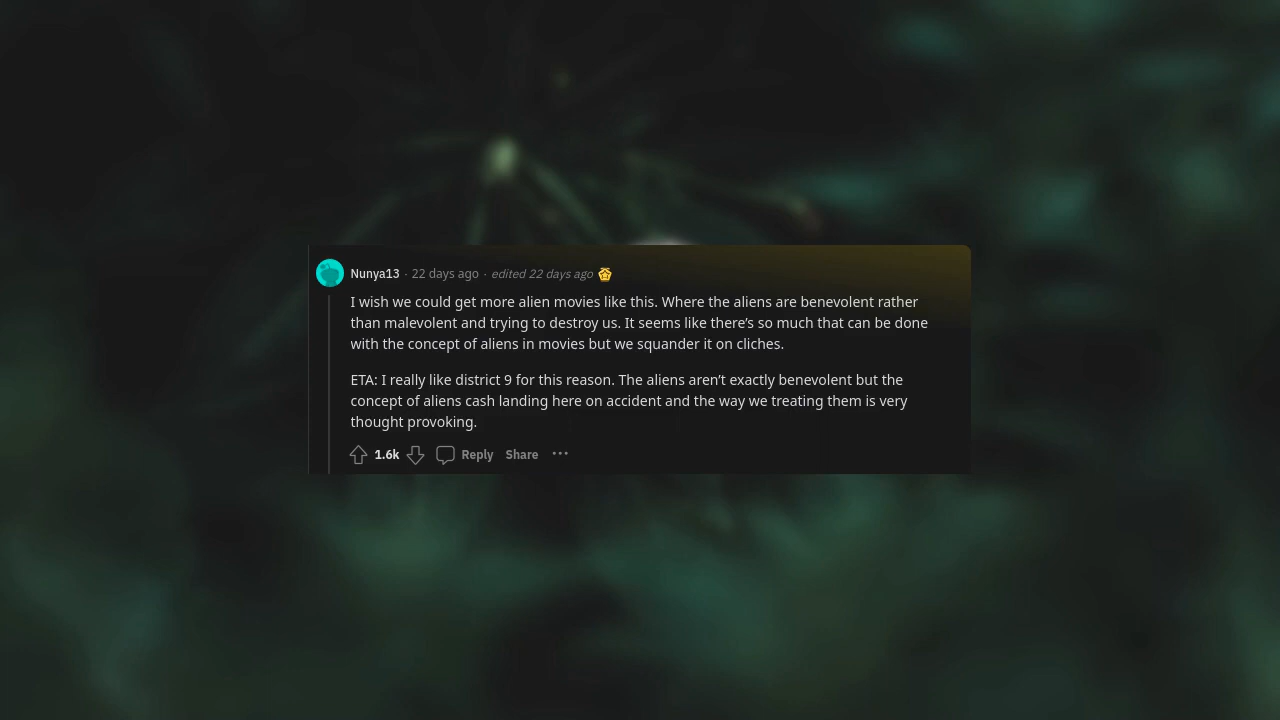 Nunya13 · 22 days ago · edited 22 days ago
I wish we could get more alien movies like this. Where the aliens are benevolent rather
than malevolent and trying to destroy us. It seems like there’s so much that can be done
with the concept of aliens in movies but we squander it on cliches.
ETA: I really like district 9 for this reason. The aliens aren’t exactly benevolent but the
concept of aliens cash landing here on accident and the way we treating them is very
thought provoking.
1.6k Reply Share ···